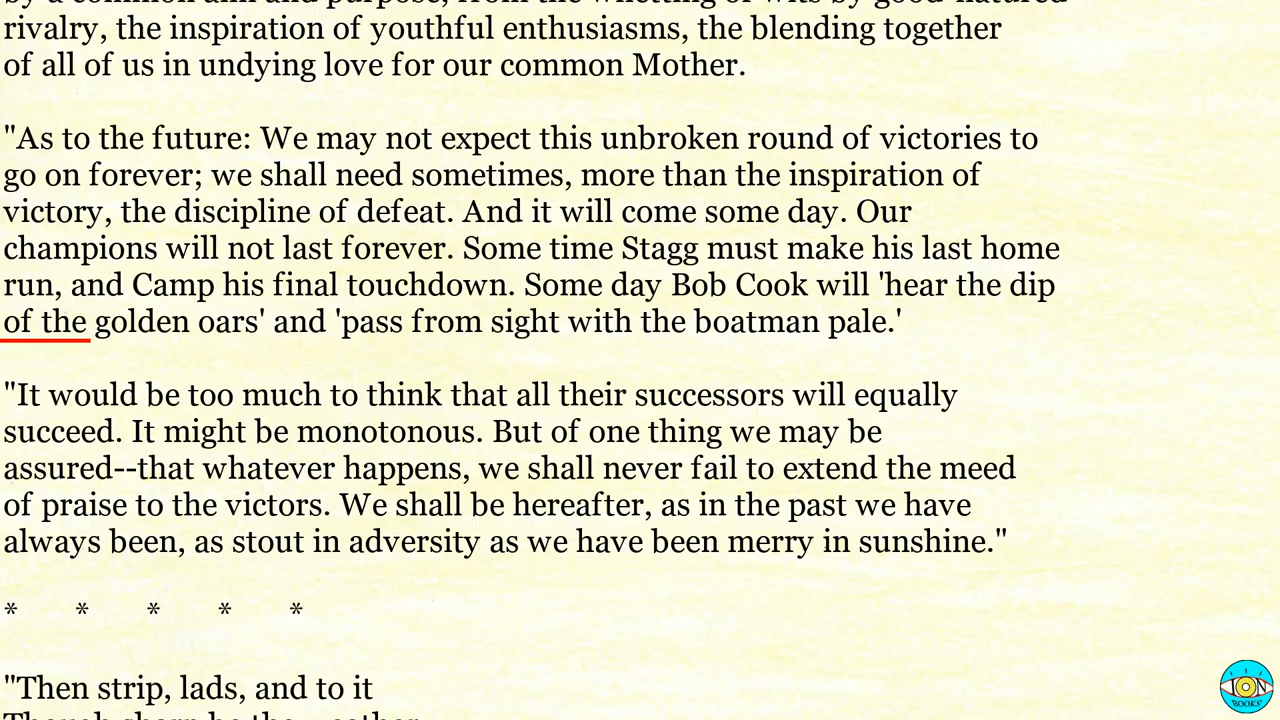 rivalry, the inspiration of youthful enthusiasms, the blending together
of all of us in undying love for our common Mother.
"As to the future: We may not expect this unbroken round of victories to
go on forever; we shall need sometimes, more than the inspiration of
victory, the discipline of defeat. And it will come some day. Our
champions will not last forever. Some time Stagg must make his last home
run, and Camp his final touchdown. Some day Bob Cook will 'hear the dip
of the golden oars' and 'pass from sight with the boatman pale.'
"It would be too much to think that all their successors will equally
succeed. It might be monotonous. But of one thing we may be
assured--that whatever happens, we shall never fail to extend the meed
of praise to the victors. We shall be hereafter, as in the past we have
always been, as stout in adversity as we have been merry in sunshine."
* * * * *
"Then strip, lads, and to it
ION
BOOKS